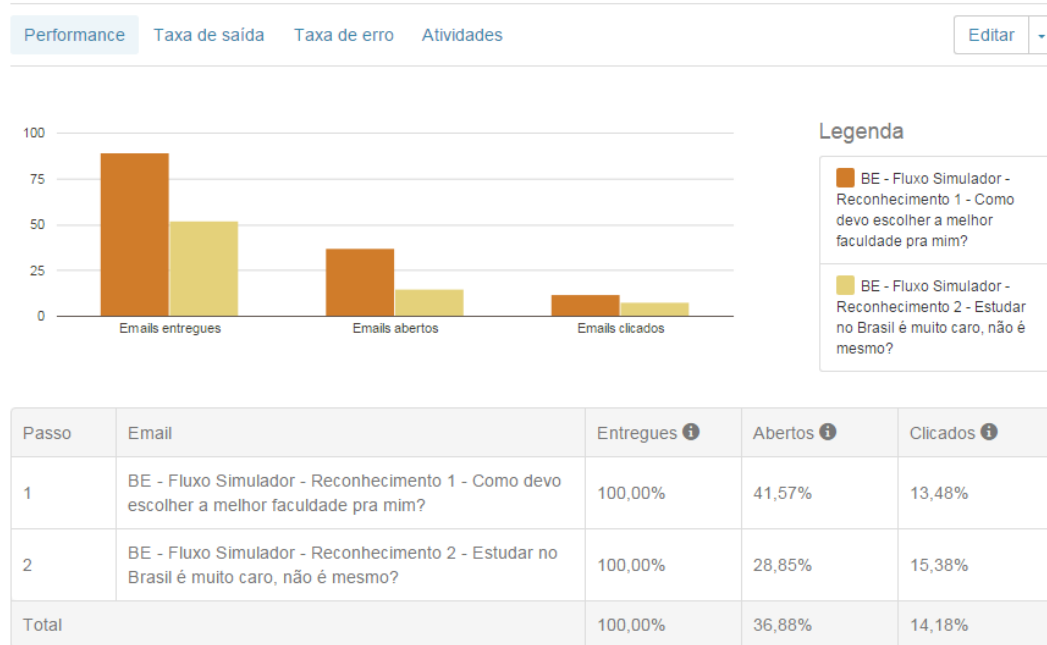 Performance Taxa de saída Taxa de erro Atividades Editar
Legenda
100
75
50
25
0
Emails entregues Emails abertos Emails clicados
BE - Fluxo Simulador -
Reconhecimento 1 - Como
devo escolher a melhor
faculdade pra mim?
BE - Fluxo Simulador -
Reconhecimento 2 - Estudar
no Brasil é muito caro, não é
mesmo?
Passo Email Entregues Abertos Clicados
1 BE - Fluxo Simulador - Reconhecimento 1 - Como devo
escolher a melhor faculdade pra mim? 100,00% 41,57% 13,48%
2 BE - Fluxo Simulador - Reconhecimento 2 - Estudar no
Brasil é muito caro, não é mesmo? 100,00% 28,85% 15,38%
Total 100,00% 36,88% 14,18%